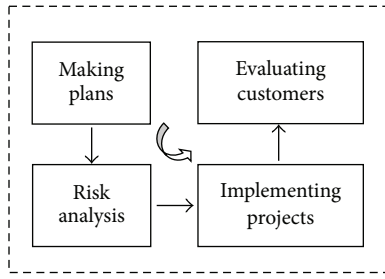 Making
plans
Evaluating
customers
Risk
analysis
Implementing
projects